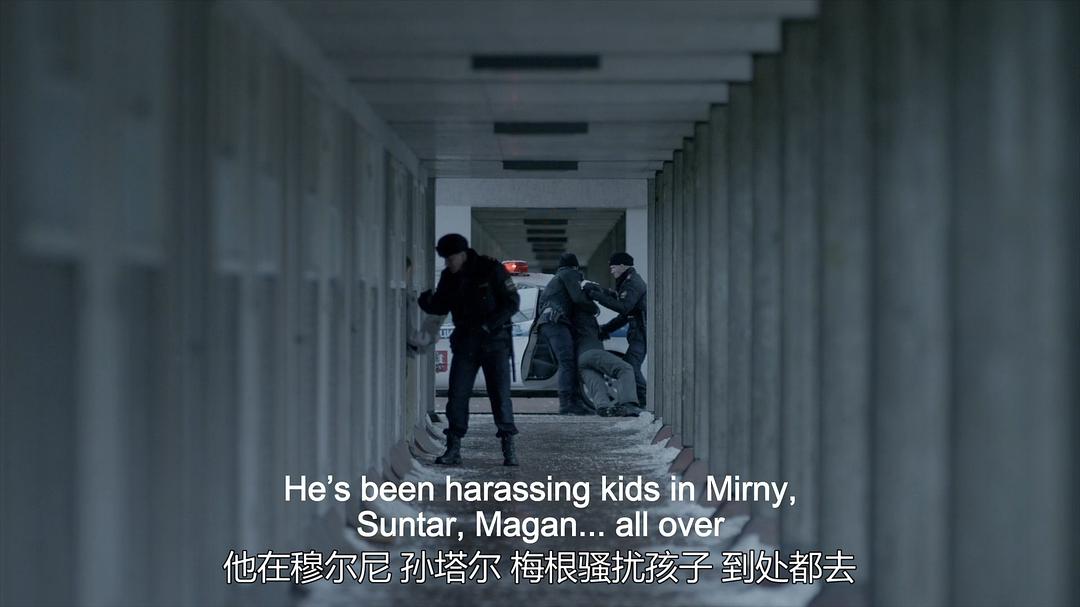 He’s been harassing kids in Mirny,
Suntar, Magan... all over
他在穆尔尼 孙塔尔 梅根骚扰孩子 到处都去